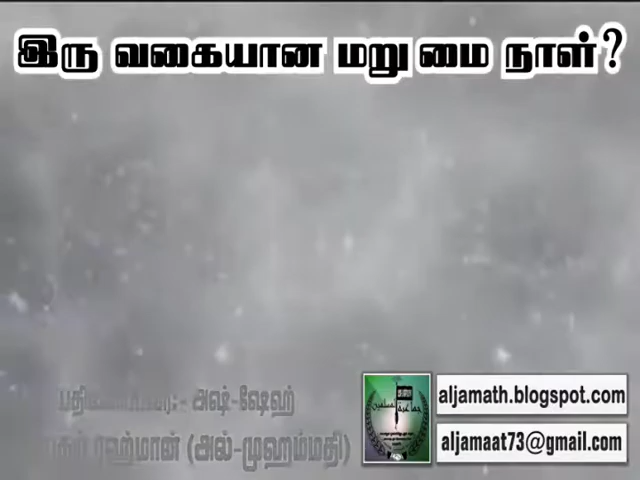 இரு வகையான மறுமை நாள்?
அஷ்-ஷேஹ்
ரஹ்மான் (அல்-முஹம்மதி)
aljamath.blogspot.com
aljamaat73@gmail.com